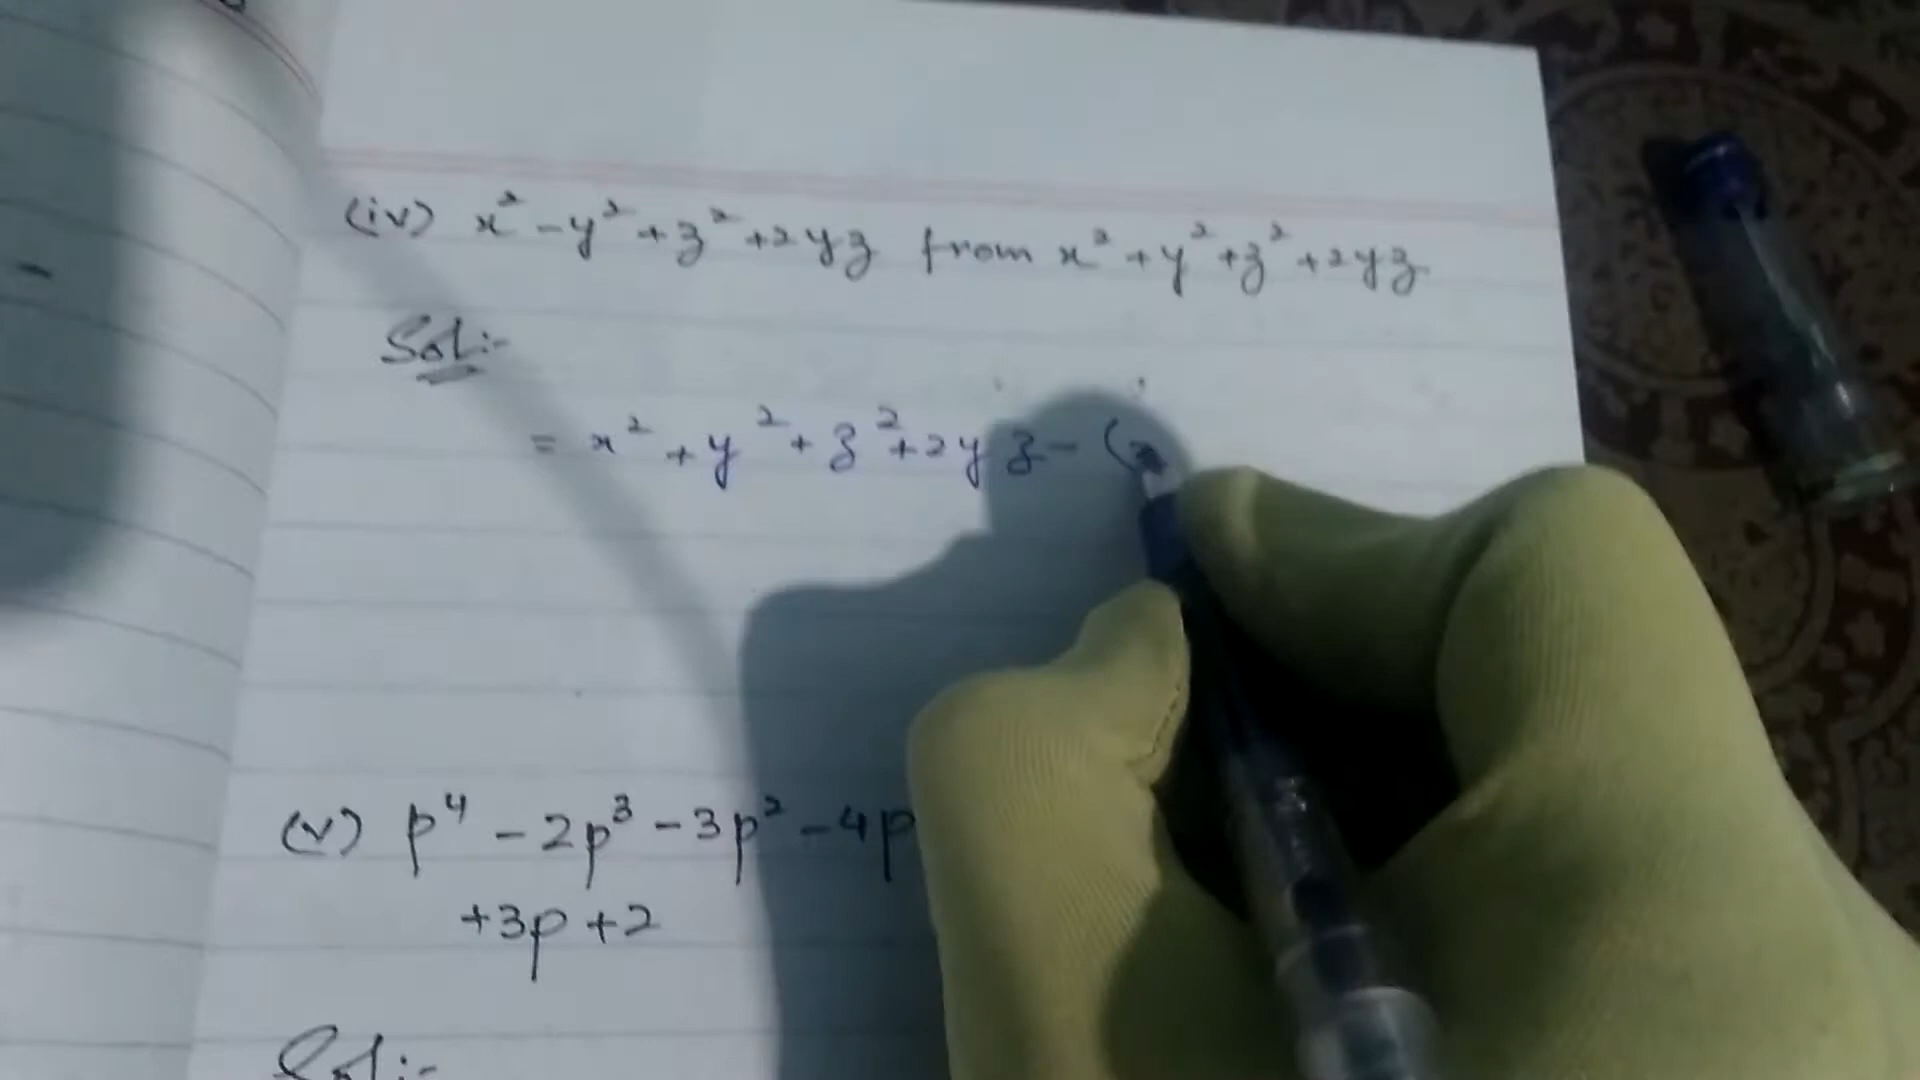 (iv) x² - y² + z² + 2yz from x² + y² + z² + 2yz
Sol:-
= x² + y² + z² + 2yz - (x
(v) p⁴ - 2p³ - 3p² - 4p
+3p + 2
Sol:-